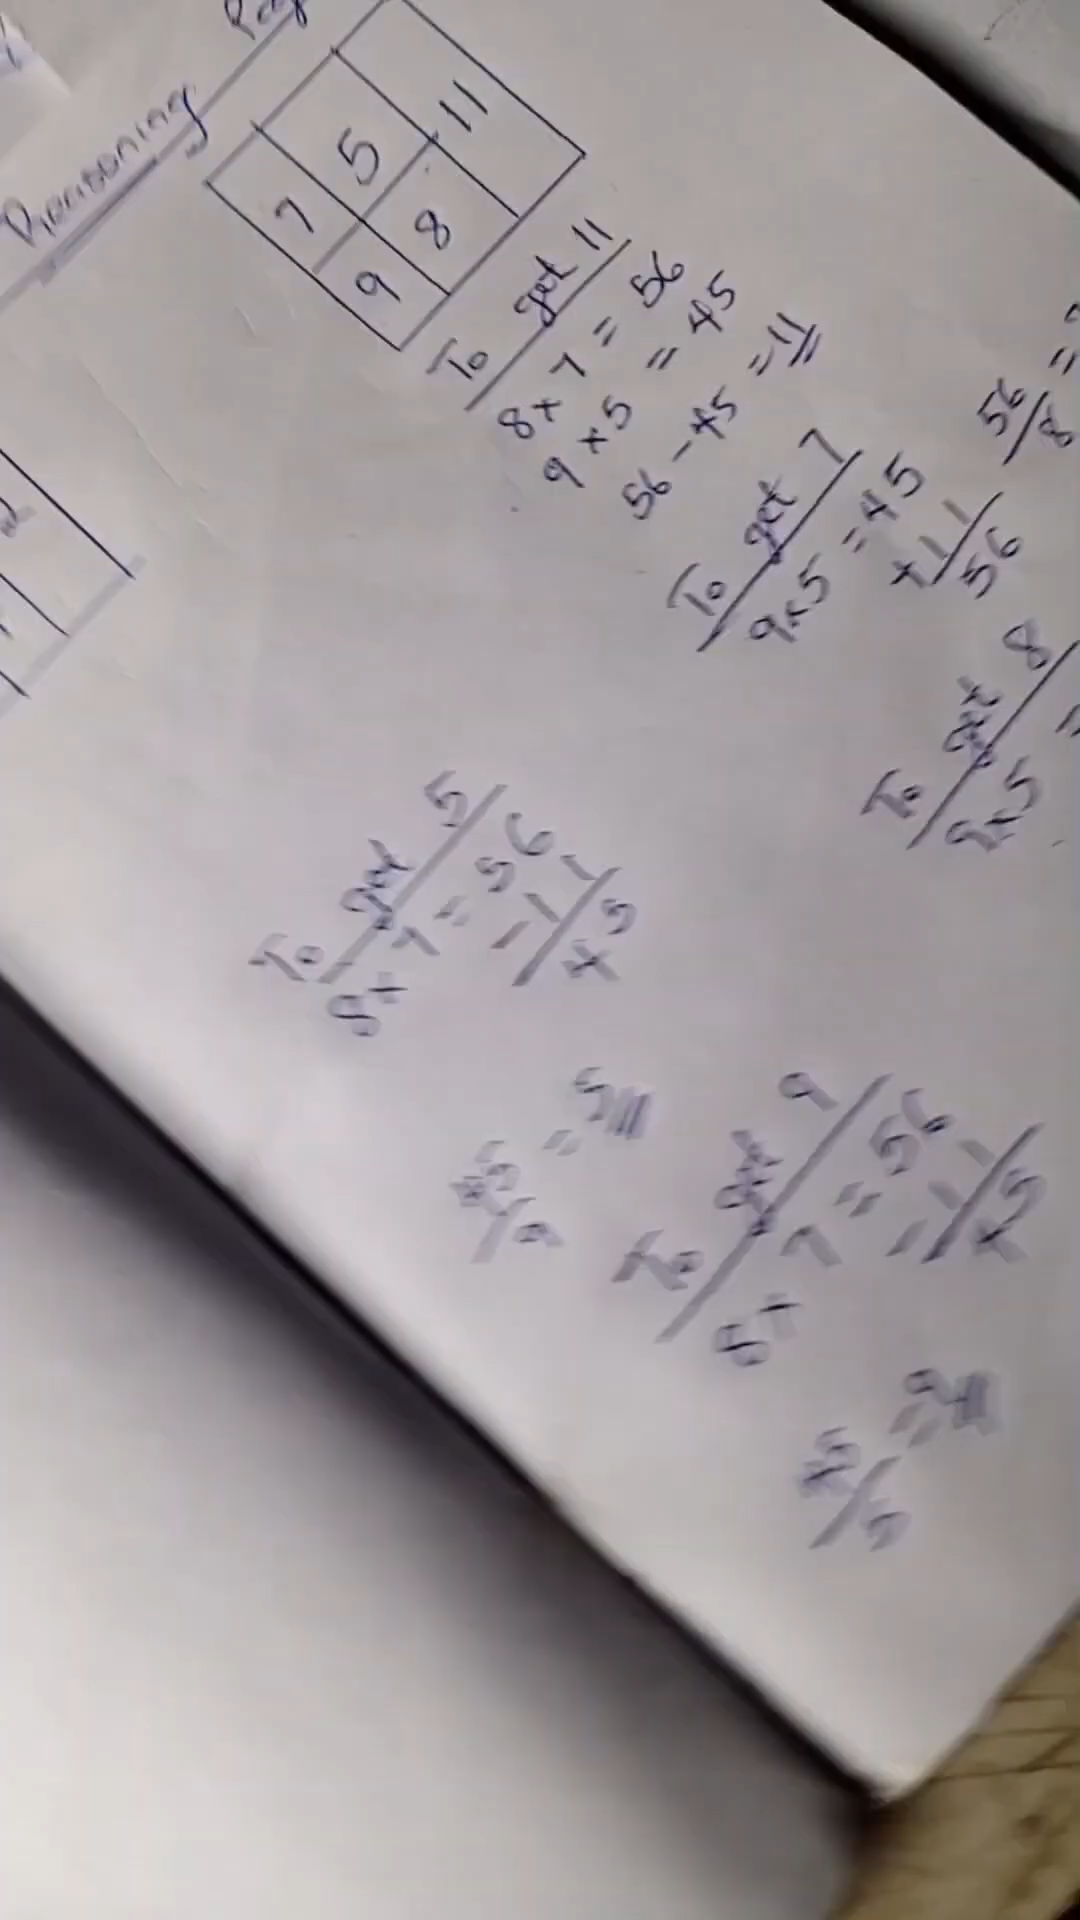 Reasoning
7 5 11
9 8
To get 11
8 × 7 = 56
9 × 5 = 45
56 - 45 = 11
To get 7
9×5 = 45
+11
56
56/8 =
To get 8
9×5 =
To get 5
8×7 = 56
-11
45
45/9 = 5
To get 9
8× 7 = 56
-11
45
45/5 = 9